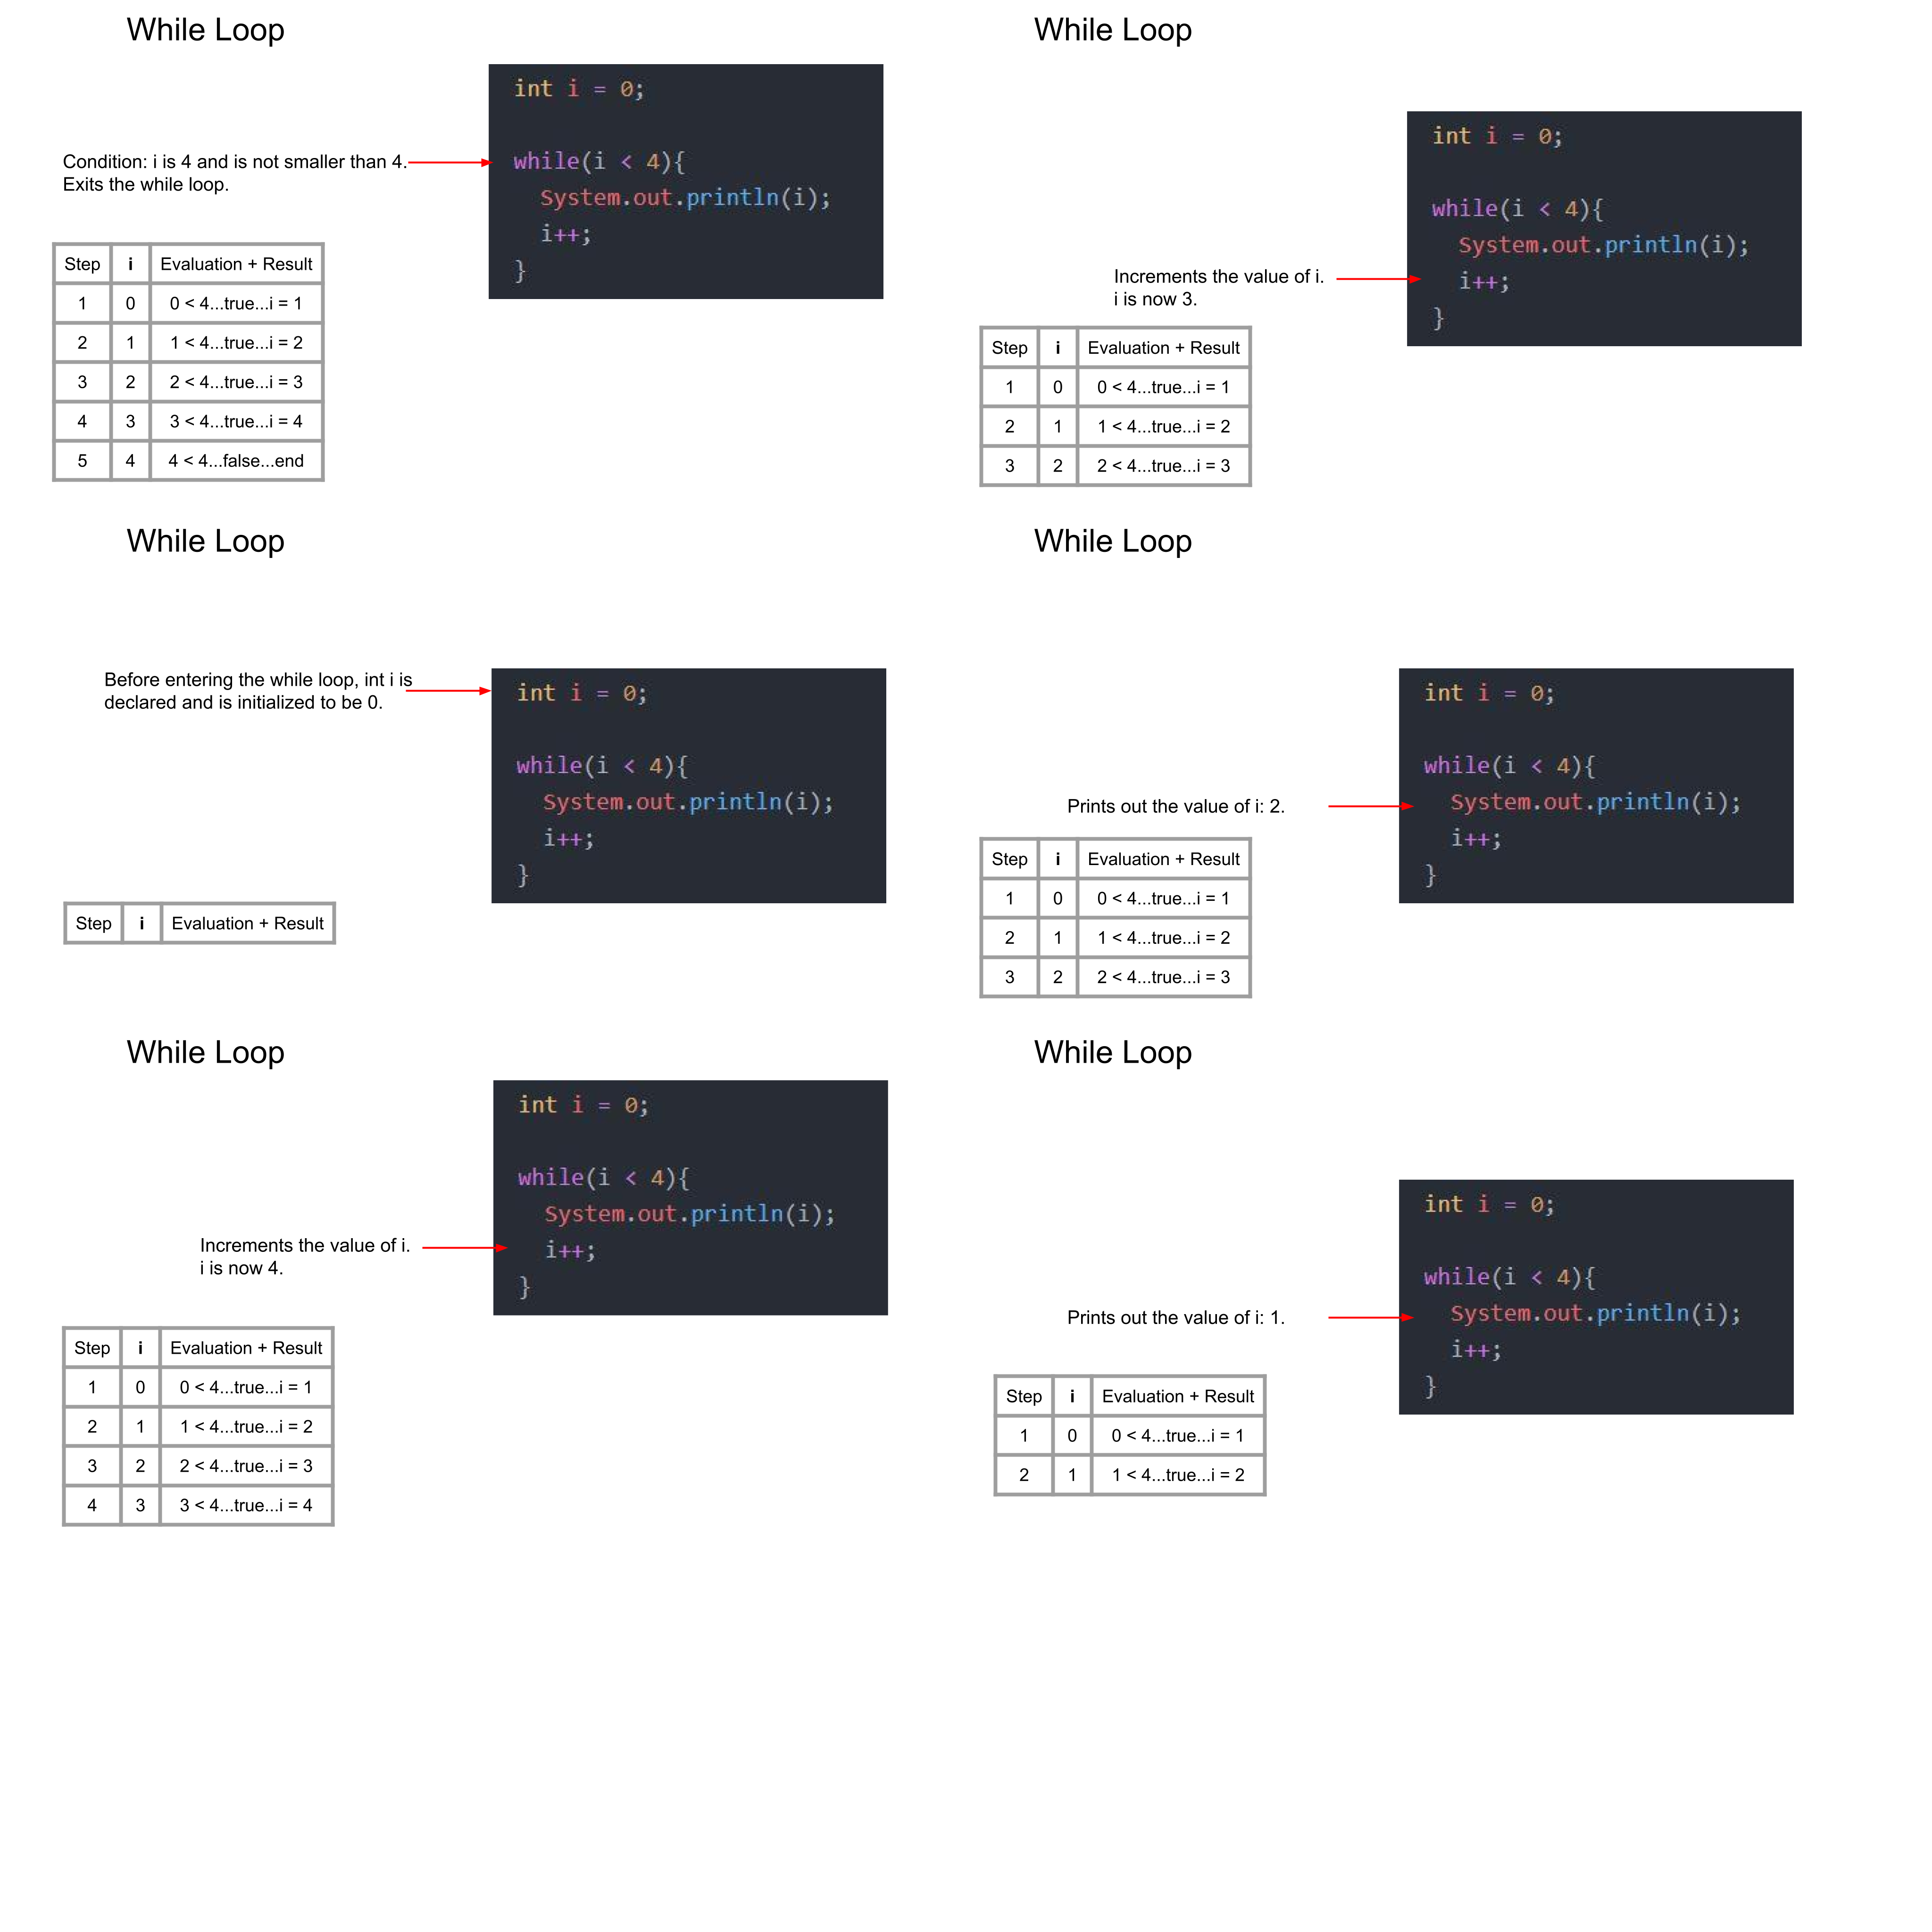 While Loop
int i = 0;
while(i < 4){
System.out.println(i);
i++;
}
Condition: i is 4 and is not smaller than 4.
Exits the while loop.
Step i Evaluation + Result
1 0 0 < 4...true...i = 1
2 1 1 < 4...true...i = 2
3 2 2 < 4...true...i = 3
4 3 3 < 4...true...i = 4
5 4 4 < 4...false...end
While Loop
int i = 0;
while(i < 4){
System.out.println(i);
i++;
}
Increments the value of i.
i is now 3.
Step i Evaluation + Result
1 0 0 < 4...true...i = 1
2 1 1 < 4...true...i = 2
3 2 2 < 4...true...i = 3
While Loop
Before entering the while loop, int i is
declared and is initialized to be 0.
int i = 0;
while(i < 4){
System.out.println(i);
i++;
}
Step i Evaluation + Result
While Loop
int i = 0;
while(i < 4){
System.out.println(i);
i++;
}
Prints out the value of i: 2.
Step i Evaluation + Result
1 0 0 < 4...true...i = 1
2 1 1 < 4...true...i = 2
3 2 2 < 4...true...i = 3
While Loop
int i = 0;
while(i < 4){
System.out.println(i);
i++;
}
Increments the value of i.
i is now 4.
Step i Evaluation + Result
1 0 0 < 4...true...i = 1
2 1 1 < 4...true...i = 2
3 2 2 < 4...true...i = 3
4 3 3 < 4...true...i = 4
While Loop
int i = 0;
while(i < 4){
System.out.println(i);
i++;
}
Prints out the value of i: 1.
Step i Evaluation + Result
1 0 0 < 4...true...i = 1
2 1 1 < 4...true...i = 2